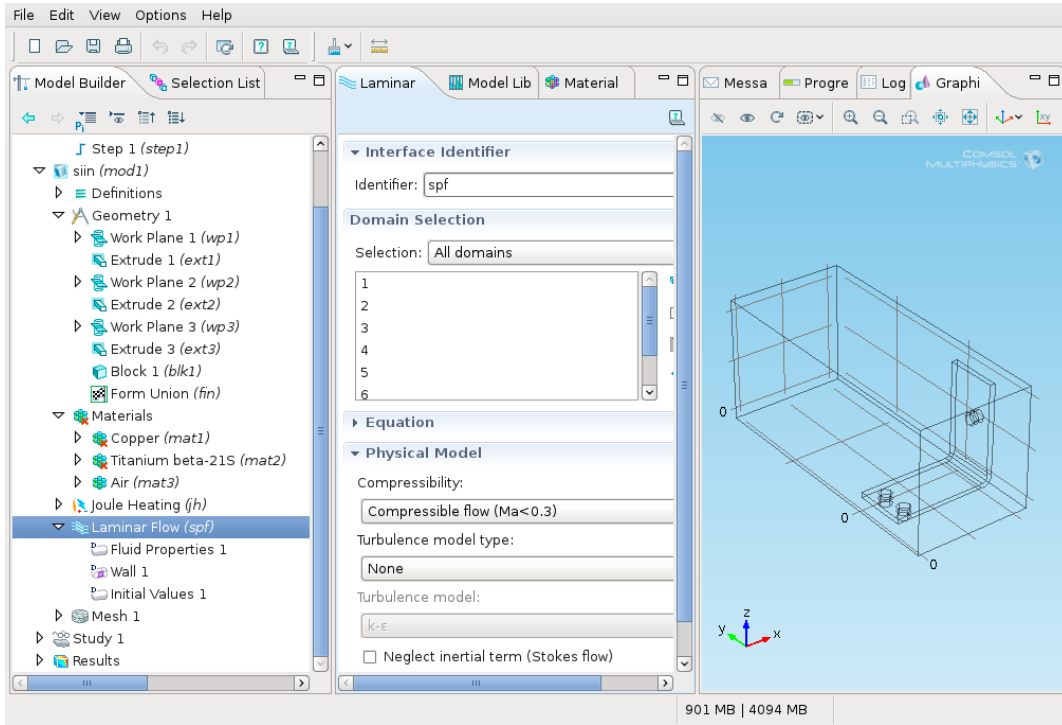 File Edit View Options Help
Model Builder Selection List
Step 1 (step1)
siin (mod1)
Definitions
Geometry 1
Work Plane 1 (wp1)
Extrude 1 (ext1)
Work Plane 2 (wp2)
Extrude 2 (ext2)
Work Plane 3 (wp3)
Extrude 3 (ext3)
Block 1 (blk1)
Form Union (fin)
Materials
Copper (mat1)
Titanium beta-21S (mat2)
Air (mat3)
Joule Heating (jh)
Laminar Flow (spf)
Fluid Properties 1
Wall 1
Initial Values 1
Mesh 1
Study 1
Results
Laminar Model Lib Material
Interface Identifier
Identifier: spf
Domain Selection
Selection: All domains
1
2
3
4
5
6
Equation
Physical Model
Compressibility:
Compressible flow (Ma<0.3)
Turbulence model type:
None
Turbulence model:
k-ε
Neglect inertial term (Stokes flow)
Messa Progre Log Graphi
COMSOL
MULTIPHYSICS
0
0
0
z
y x
901 MB | 4094 MB